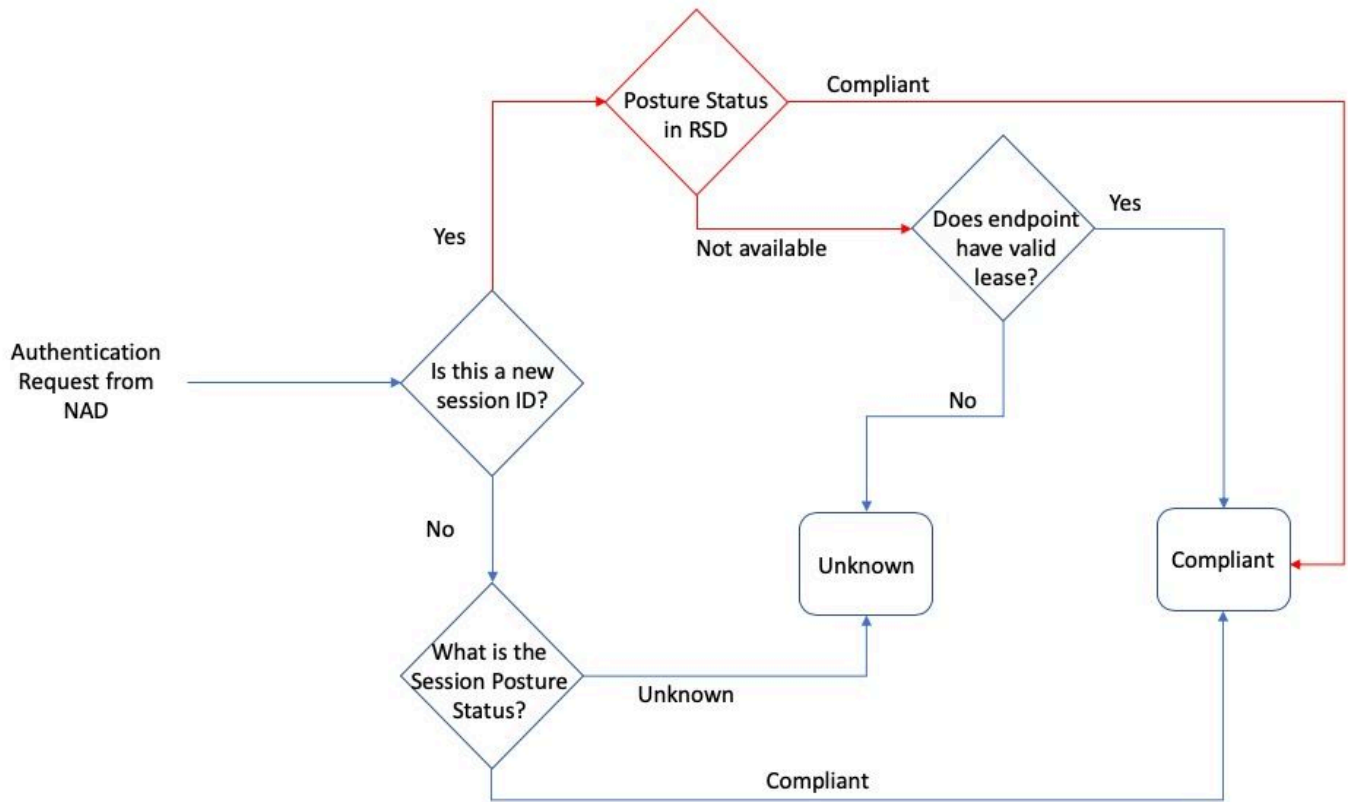 Posture Status
in RSD
Compliant
Yes
Not available
Does endpoint
have valid
lease?
Yes
Authentication
Request from
NAD
Is this a new
session ID?
No
No
Unknown
Compliant
What is the
Session Posture
Status?
Unknown
Compliant